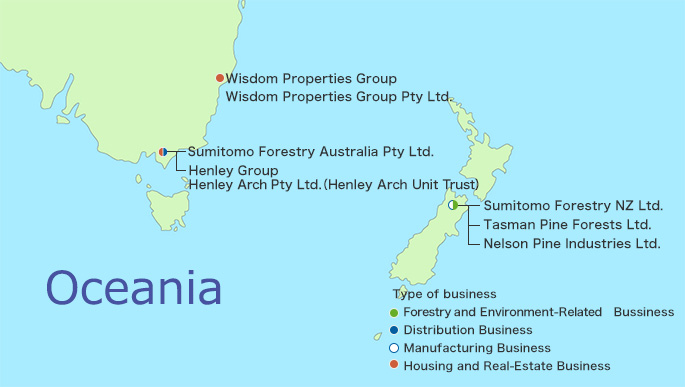 Wisdom Properties Group
Wisdom Properties Group Pty Ltd.
Sumitomo Forestry Australia Pty Ltd.
Henley Group
Henley Arch Pty Ltd.(Henley Arch Unit Trust)
Sumitomo Forestry NZ Ltd.
Tasman Pine Forests Ltd.
Nelson Pine Industries Ltd.
Oceania
Type of business
Forestry and Environment-Related Bussiness
Distribution Business
Manufacturing Business
Housing and Real-Estate Business